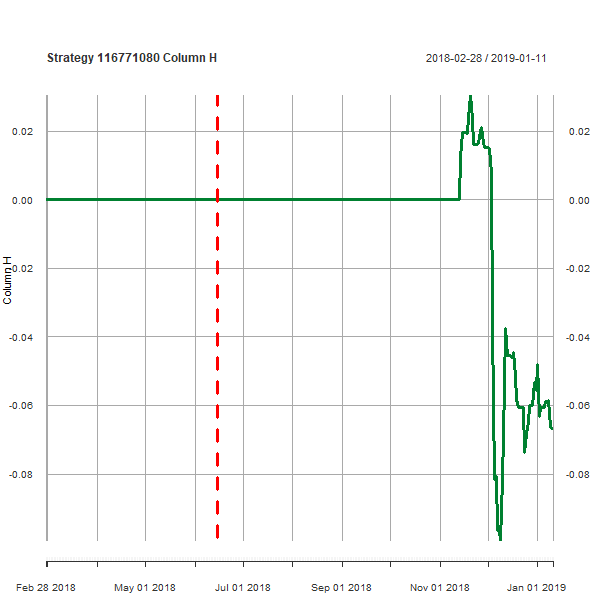 Strategy 116771080 Column H
2018-02-28 / 2019-01-11
0.02 0.02
0.00 0.00
Column H
-0.02 -0.02
-0.04 -0.04
-0.06 -0.06
-0.08 -0.08
Feb 28 2018 May 01 2018 Jul 01 2018 Sep 01 2018 Nov 01 2018 Jan 01 2019